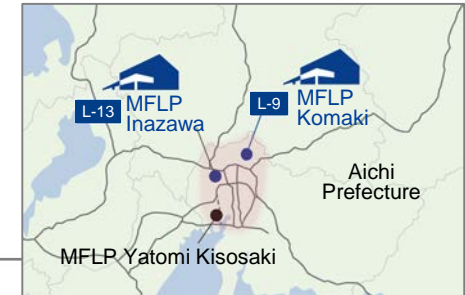 L-13
MFLP
Inazawa
L-9
MFLP
Komaki
Aichi
Prefecture
MFLP Yatomi Kisosaki